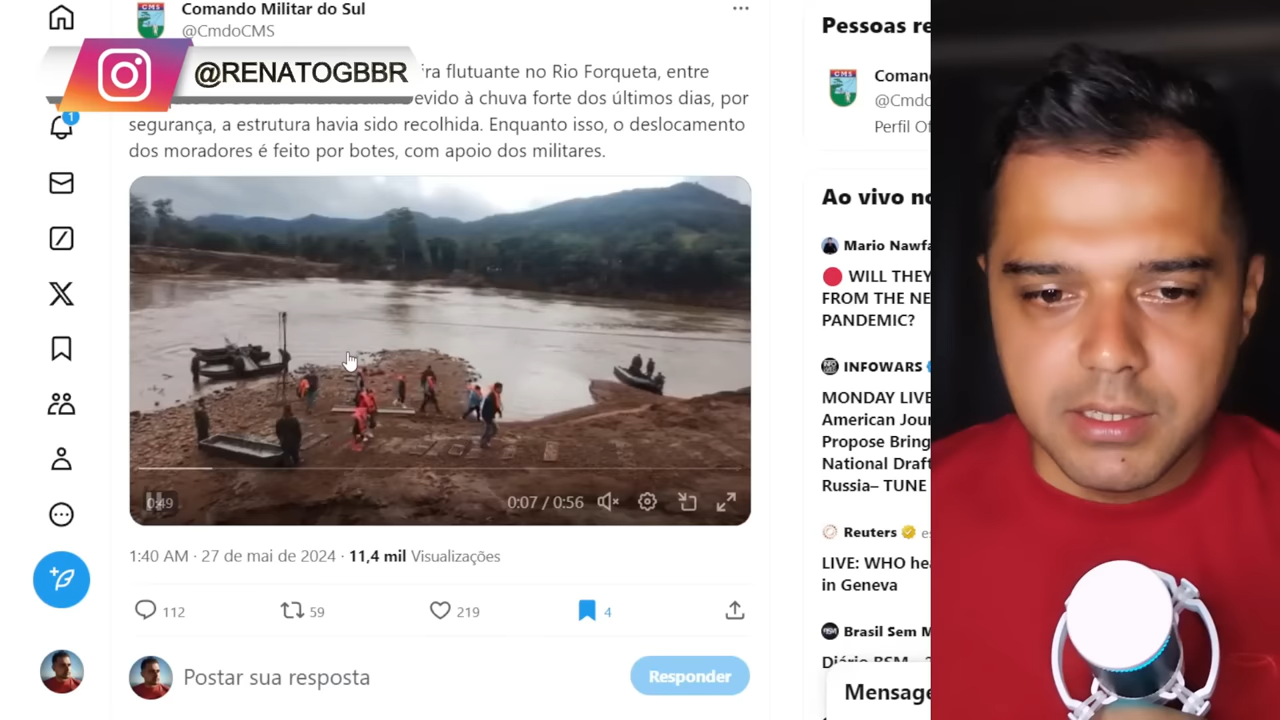 Comando Militar do Sul
@CmdoCMS
@RENATOGBBR
flutuante no Rio Forqueta, entre
à chuva forte dos últimos dias, por
segurança, a estrutura havia sido recolhida. Enquanto isso, o deslocamento
dos moradores é feito por botes, com apoio dos militares.
1
0:49
0:07 / 0:56
1:40 AM · 27 de mai de 2024 · 11,4 mil Visualizações
112
59
219
4
Postar sua resposta
Responder
Pessoas re
CMS
Coman
@Cmdo
Perfil Of
Ao vivo no
Mario Nawfa
WILL THEY
FROM THE NE
PANDEMIC?
INFOWARS
MONDAY LIVE
American Jour
Propose Bring
National Draft
Russia– TUNE
Reuters
LIVE: WHO hea
in Geneva
Brasil Sem M
Mensage